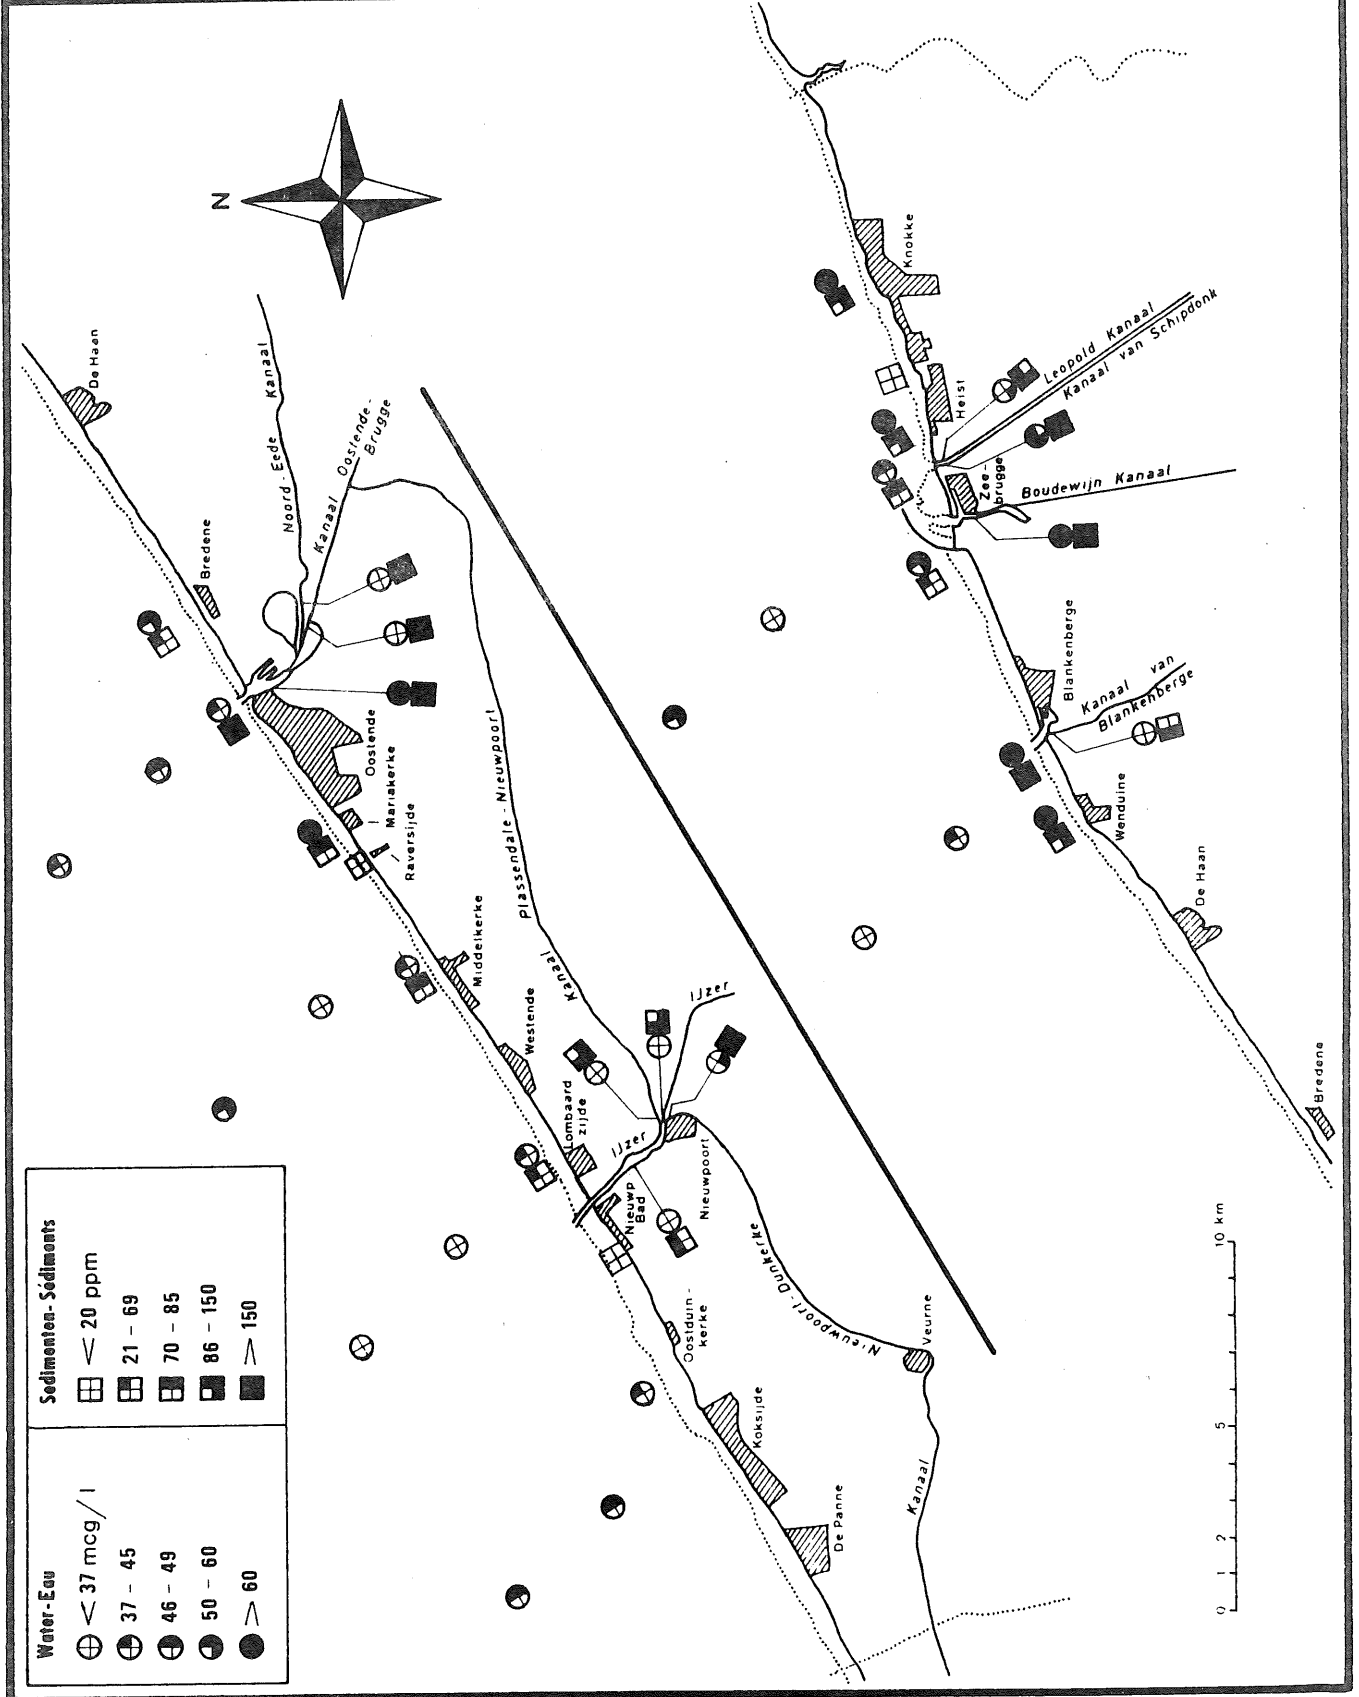 Water-Eau
< 37 mcg/l
37 - 45
46 - 49
50 - 60
> 60
Sedimenten-Sédiments
< 20 ppm
21 - 69
70 - 85
86 - 150
> 150
N
De Haan
Noord-Eede Kanaal
Kanaal Oostende-
Brugge
Bredene
Oostende
Mariakerke
Raversijde
Middelkerke
Westende
Lombaard
zijde
Kanaal Plassendale-Nieuwpoort
IJzer
IJzer
Nieuwp
Bad
Nieuwpoort
Oostduin-
kerke
Koksijde
De Panne
Veurne
Kanaal Nieuwpoort-Dunkerke
Knokke
Heist
Leopold Kanaal
Kanaal van Schipdonk
Zee-
brugge
Boudewijn Kanaal
Blankenberge
Kanaal van
Blankenberge
Wenduine
De Haan
Bredene
0 1 2 5 10 km